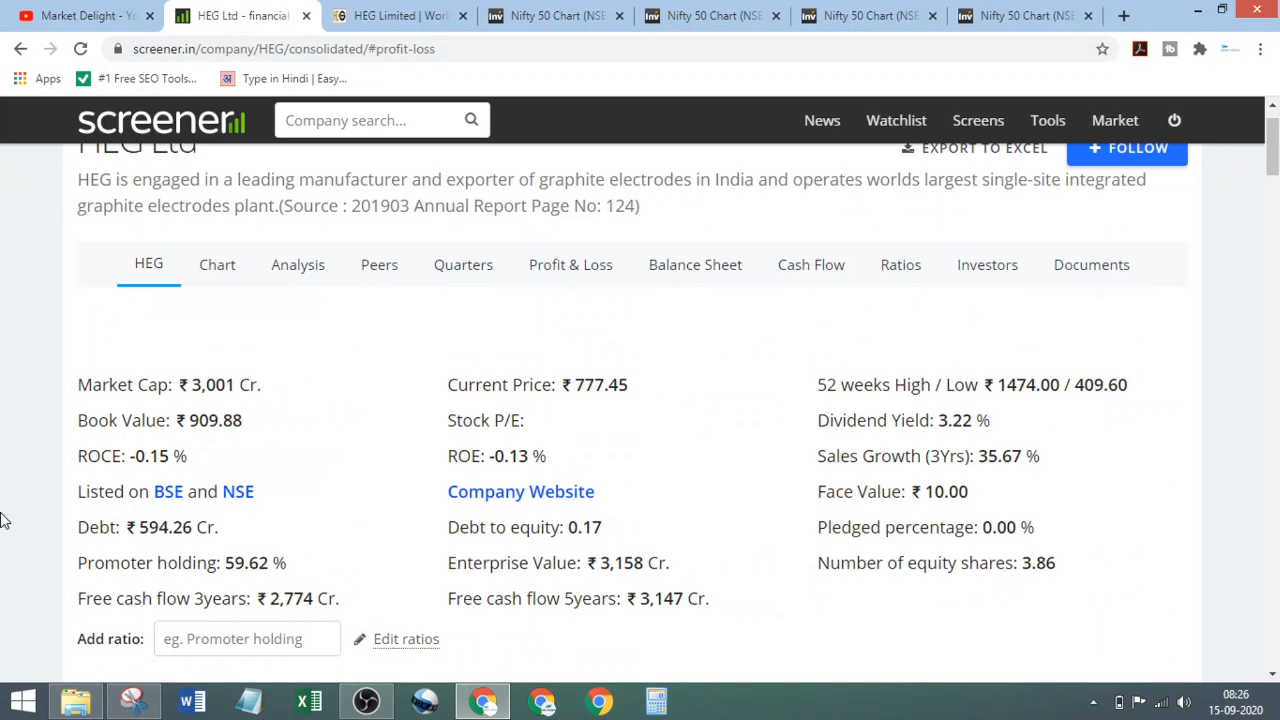 Market Delight - Yo
HEG Ltd - financial
HEG Limited | Worl
Nifty 50 Chart (NSE
Nifty 50 Chart (NSE
Nifty 50 Chart (NSE
Nifty 50 Chart (NSE
screener.in/company/HEG/consolidated/#profit-loss
Apps
#1 Free SEO Tools...
अ
Type in Hindi | Easy...
screener
Company search...
News
Watchlist
Screens
Tools
Market
HEG Ltd
EXPORT TO EXCEL
+ FOLLOW
HEG is engaged in a leading manufacturer and exporter of graphite electrodes in India and operates worlds largest single-site integrated
graphite electrodes plant.(Source : 201903 Annual Report Page No: 124)
HEG
Chart
Analysis
Peers
Quarters
Profit & Loss
Balance Sheet
Cash Flow
Ratios
Investors
Documents
Market Cap: ₹ 3,001 Cr.
Current Price: ₹ 777.45
52 weeks High / Low ₹ 1474.00 / 409.60
Book Value: ₹ 909.88
Stock P/E:
Dividend Yield: 3.22 %
ROCE: -0.15 %
ROE: -0.13 %
Sales Growth (3Yrs): 35.67 %
Listed on BSE and NSE
Company Website
Face Value: ₹ 10.00
Debt: ₹ 594.26 Cr.
Debt to equity: 0.17
Pledged percentage: 0.00 %
Promoter holding: 59.62 %
Enterprise Value: ₹ 3,158 Cr.
Number of equity shares: 3.86
Free cash flow 3years: ₹ 2,774 Cr.
Free cash flow 5years: ₹ 3,147 Cr.
Add ratio:
eg. Promoter holding
Edit ratios
08:26
15-09-2020